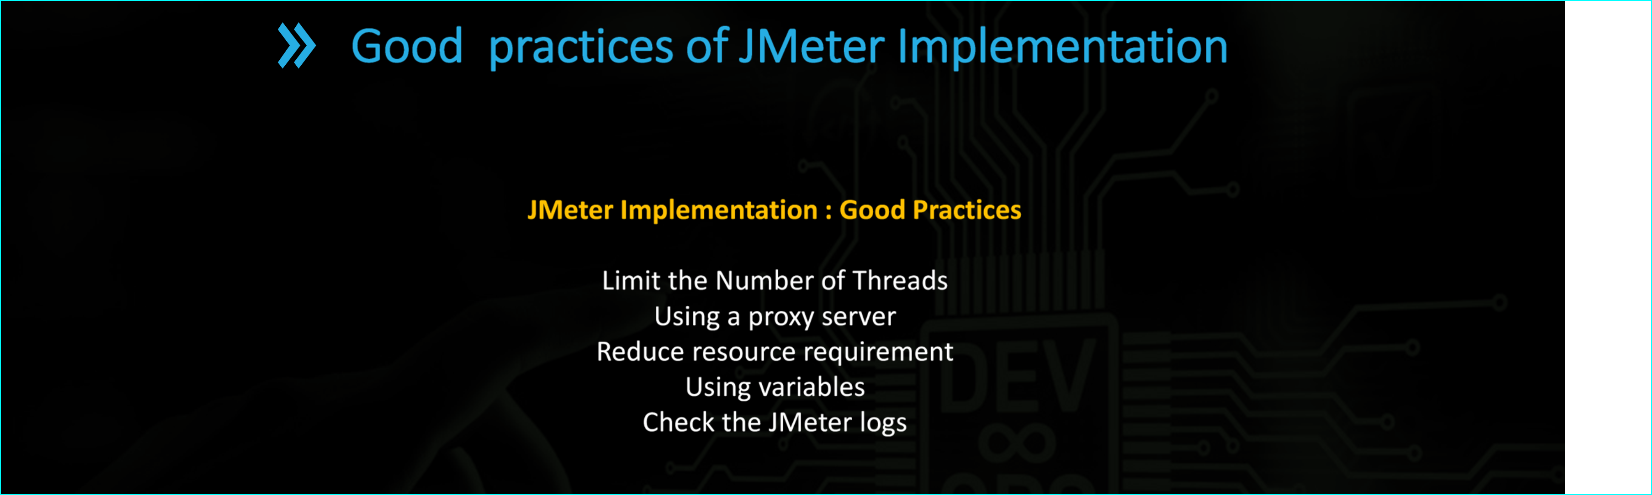 Good  practices of JMeter Implementation
JMeter Implementation : Good Practices
Limit the Number of Threads
Using a proxy server
Reduce resource requirement
Using variables
Check the JMeter logs
DEV